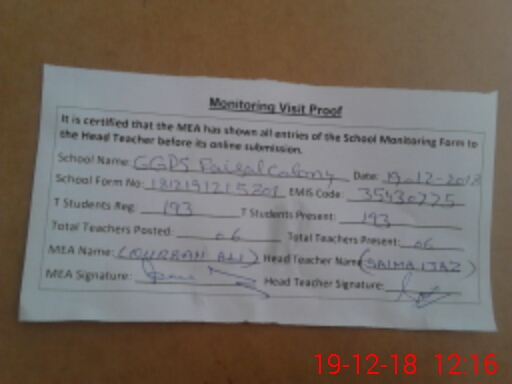 Monitoring Visit Proof
It is certified that the MEA has shown all entries of the School Monitoring Form to
the Head Teacher before its online submission.
School Name: GGPS Faisal Colony Date: 19-12-2018
School Form No: EMIS Code: 35430225
T Students Reg: 193 T Students Present: 193
Total Teachers Posted: 06 Total Teachers Present: 06
MEA Name: (QURBAN ALI) Head Teacher Name (SAIMA IJAZ)
MEA Signature: Head Teacher Signature:
19-12-18 12:16